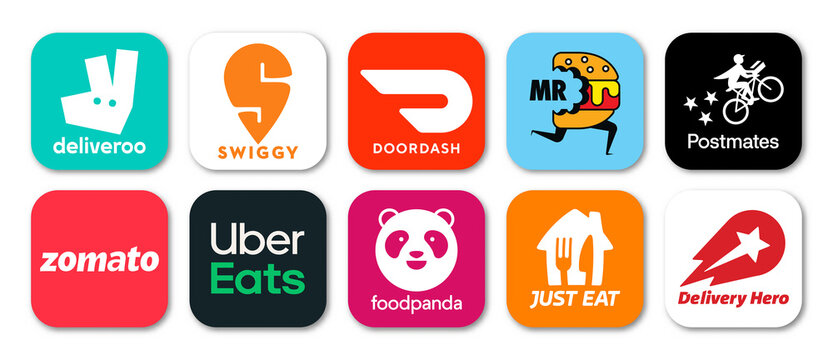 deliveroo
SWIGGY
DOORDASH
MR
Postmates
zomato
Uber
Eats
foodpanda
JUST EAT
Delivery Hero